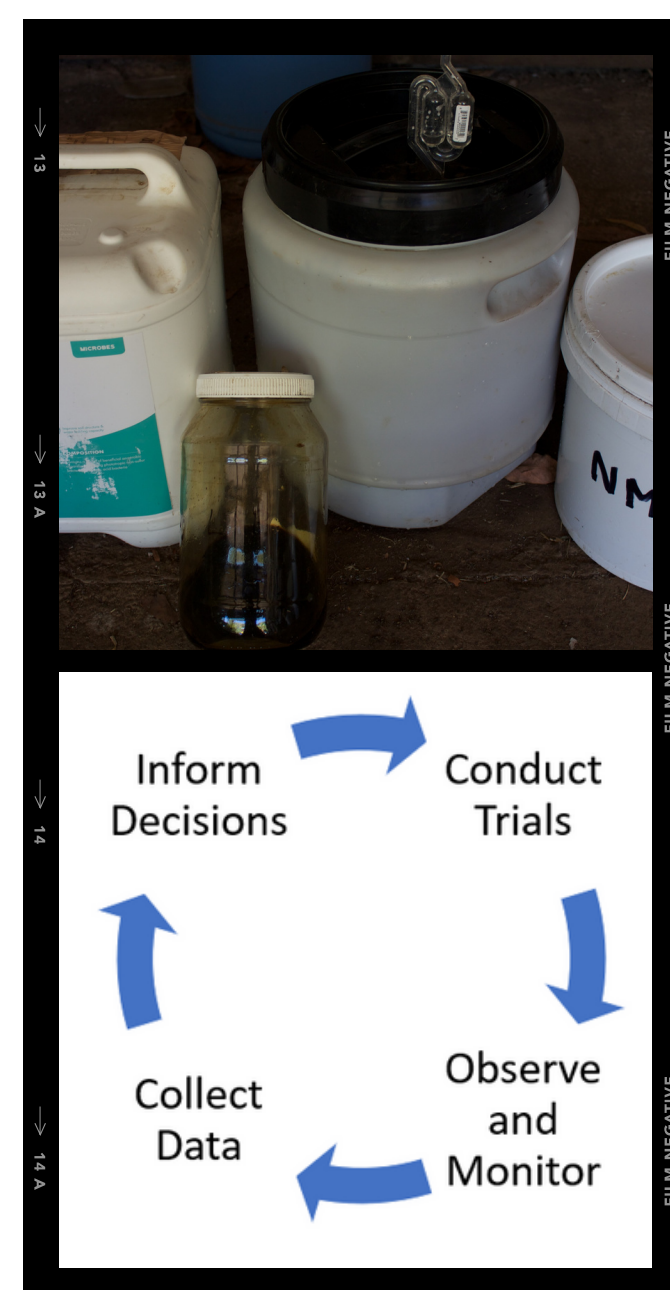 13
MICROBES
NM
13 A
FILM NEGATIVE
FILM NEGATIVE
14
Inform
Decisions
Conduct
Trials
Observe
and
Monitor
Collect
Data
14 A
FILM NEGATIVE